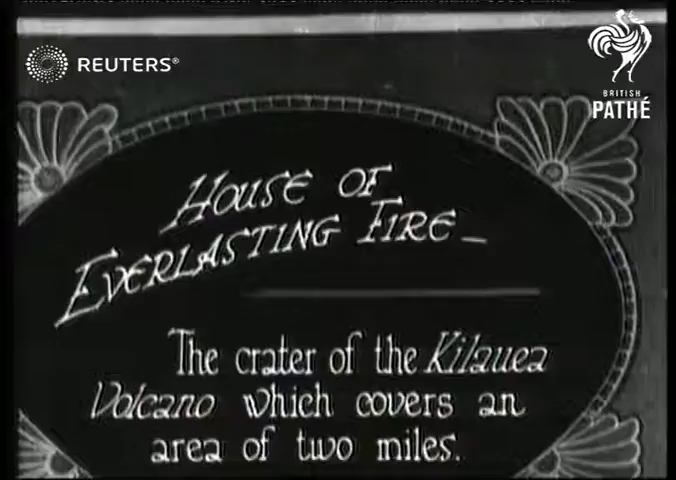 REUTERS®
BRITISH
PATHÉ
HOUSE OF
EVERLASTING FIRE —
The crater of the Kilauea
Volcano which covers an
area of two miles.